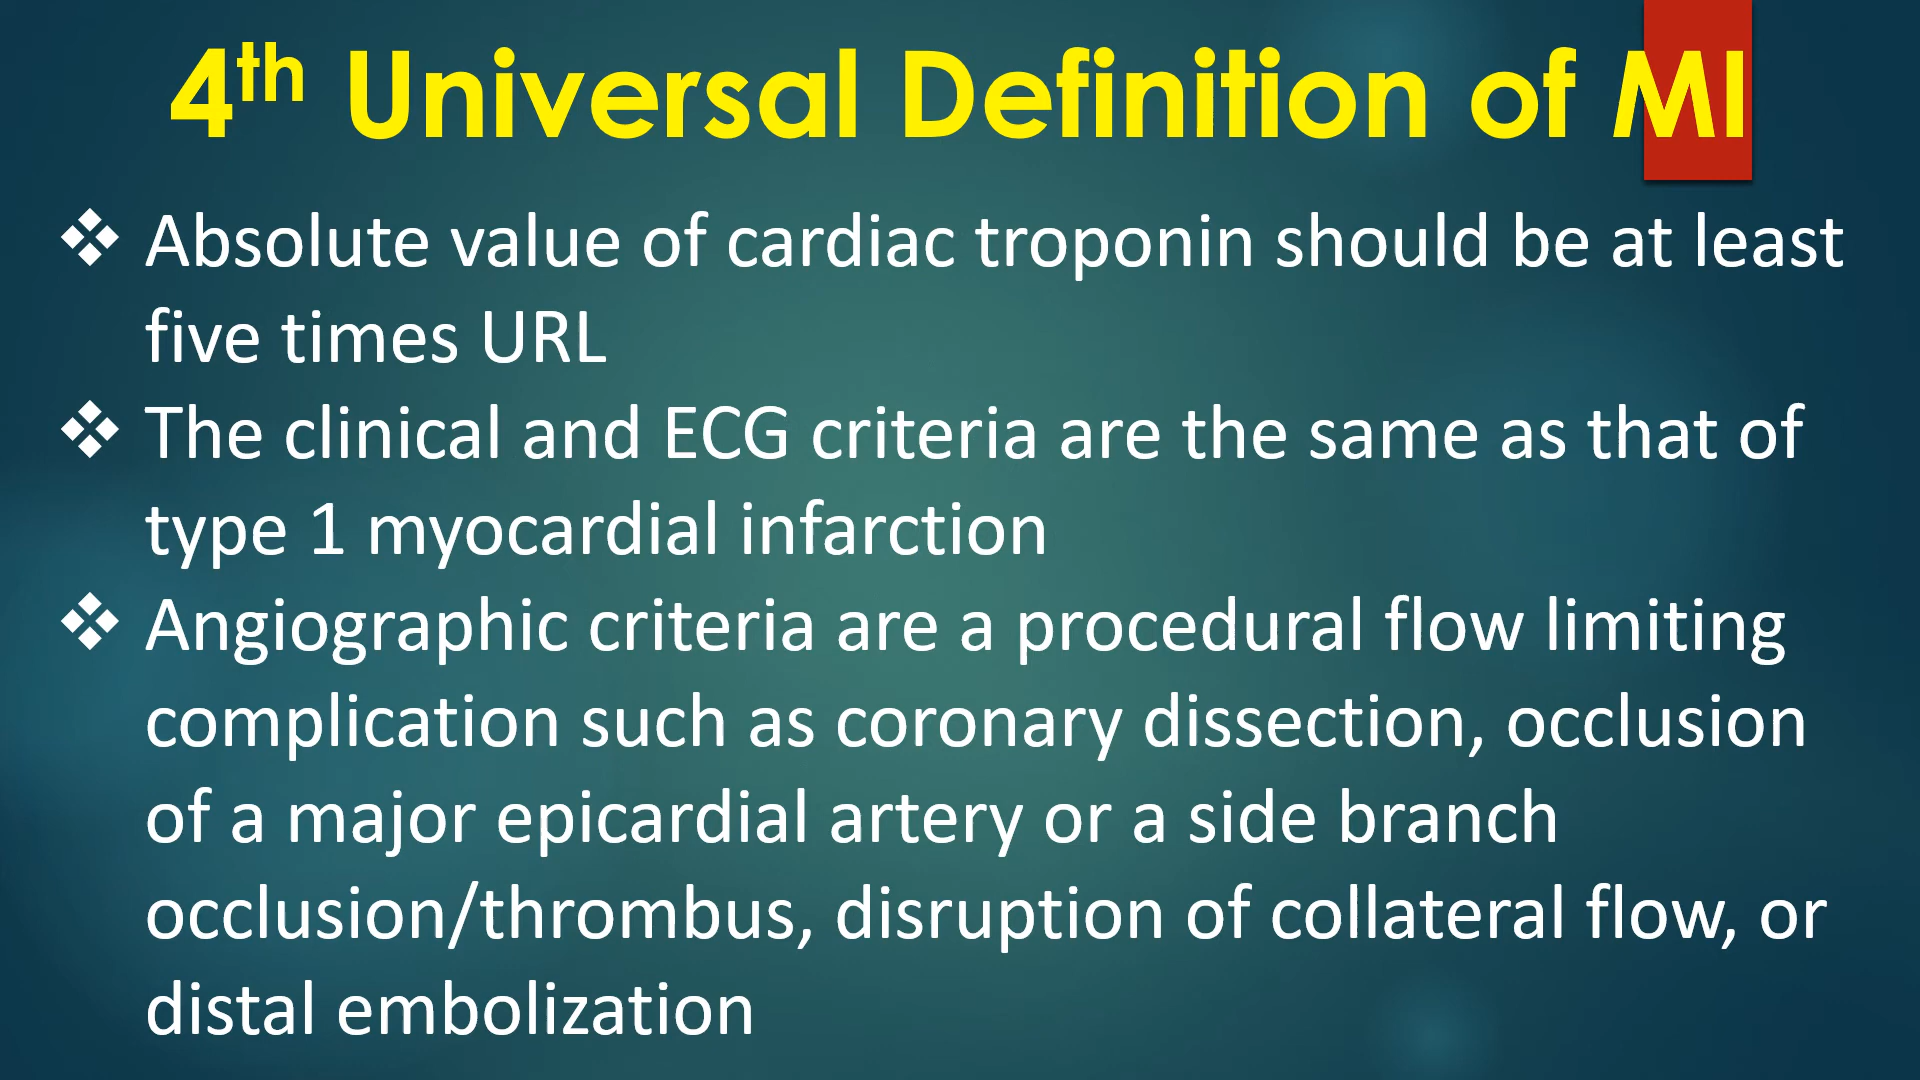 4th Universal Definition of MI
❖ Absolute value of cardiac troponin should be at least
five times URL
❖ The clinical and ECG criteria are the same as that of
type 1 myocardial infarction
❖ Angiographic criteria are a procedural flow limiting
complication such as coronary dissection, occlusion
of a major epicardial artery or a side branch
occlusion/thrombus, disruption of collateral flow, or
distal embolization